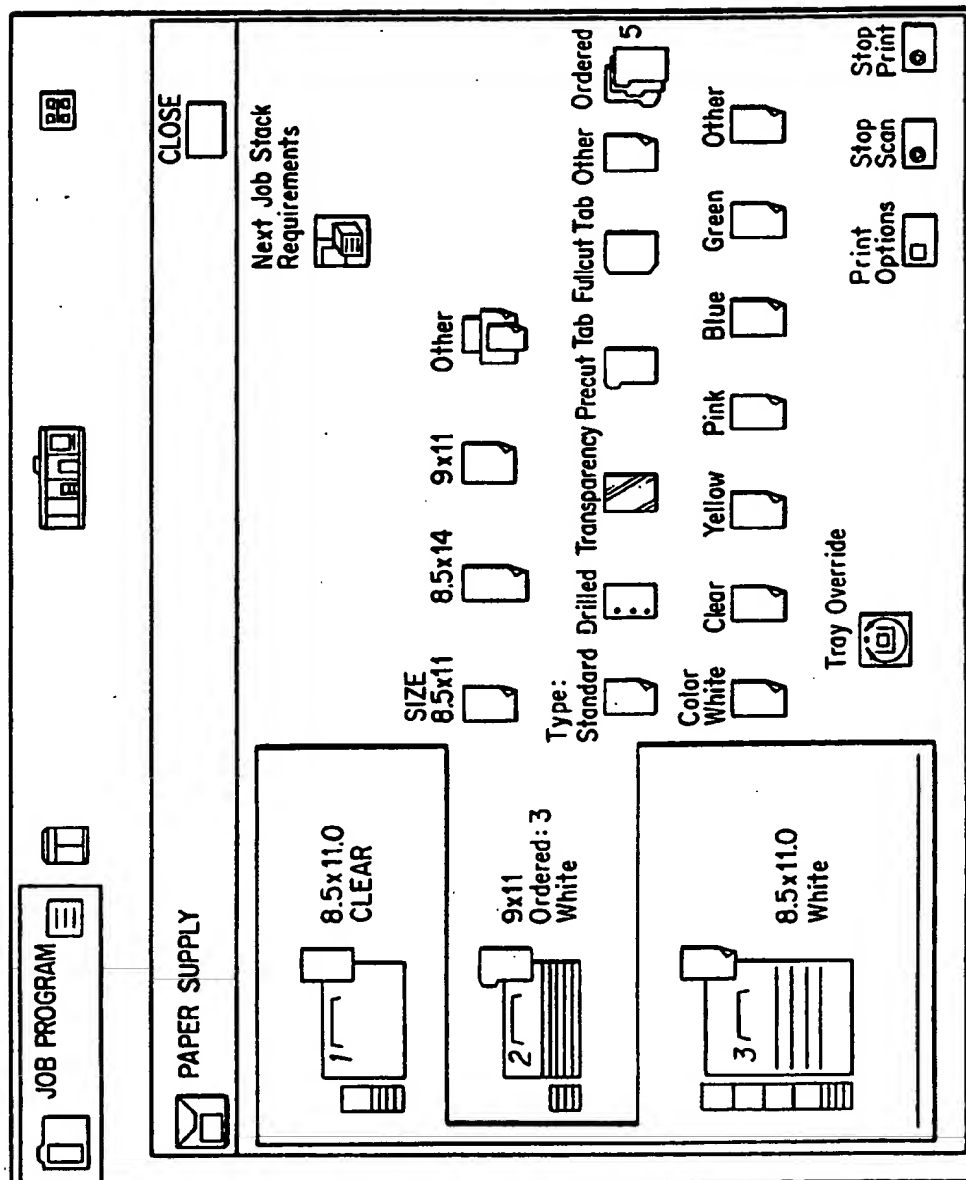 JOB PROGRAM
PAPER SUPPLY
CLOSE
1
8.5x11.0
CLEAR
2
9x11
Ordered: 3
White
3
8.5x11.0
White
Next Job Stack
Requirements
SIZE
8.5x11
8.5x14
9x11
Other
Type:
Standard Drilled Transparency Precut Tab Fullcut Tab Other Ordered
5
Color
White
Clear
Yellow
Pink
Blue
Green
Other
Tray Override
Print
Options
Stop
Scan
Stop
Print